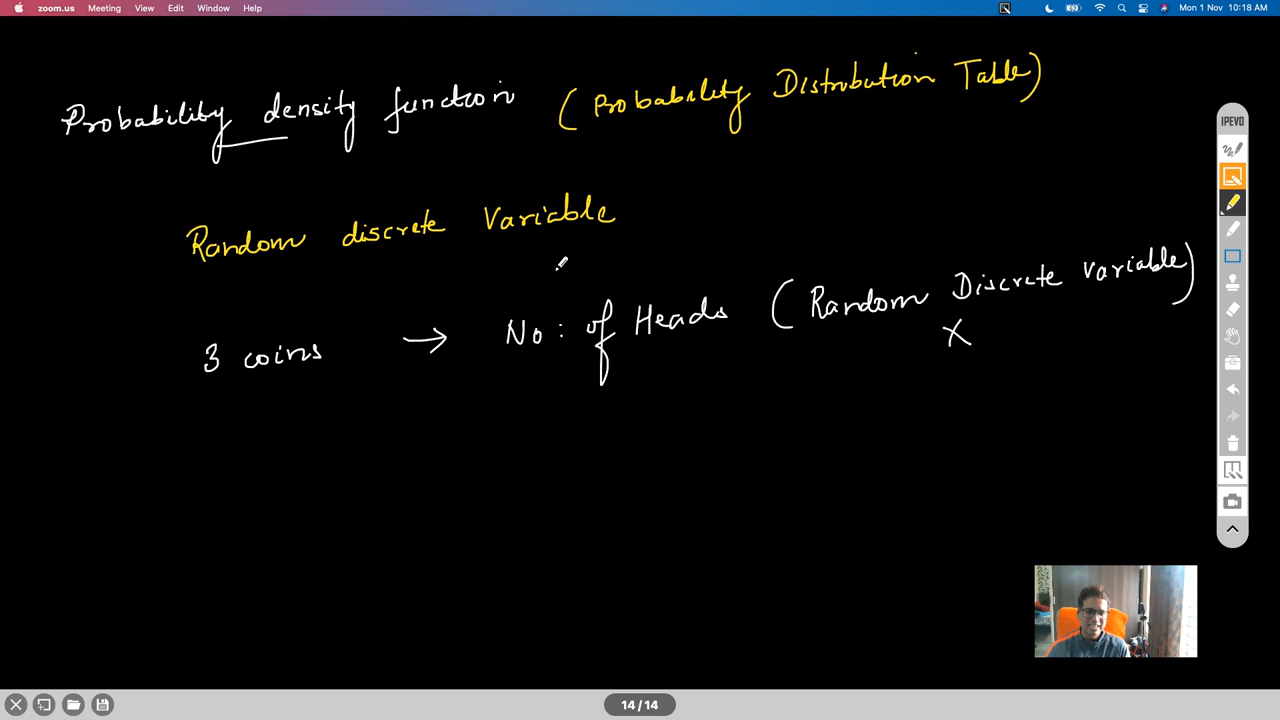 zoom.us Meeting View Edit Window Help Mon 1 Nov 10:18 AM
Probability density function (Probability Distribution Table)
IPEVO
Random discrete Variable
3 coins → No: of Heads (Random Discrete variable)
X
14/14